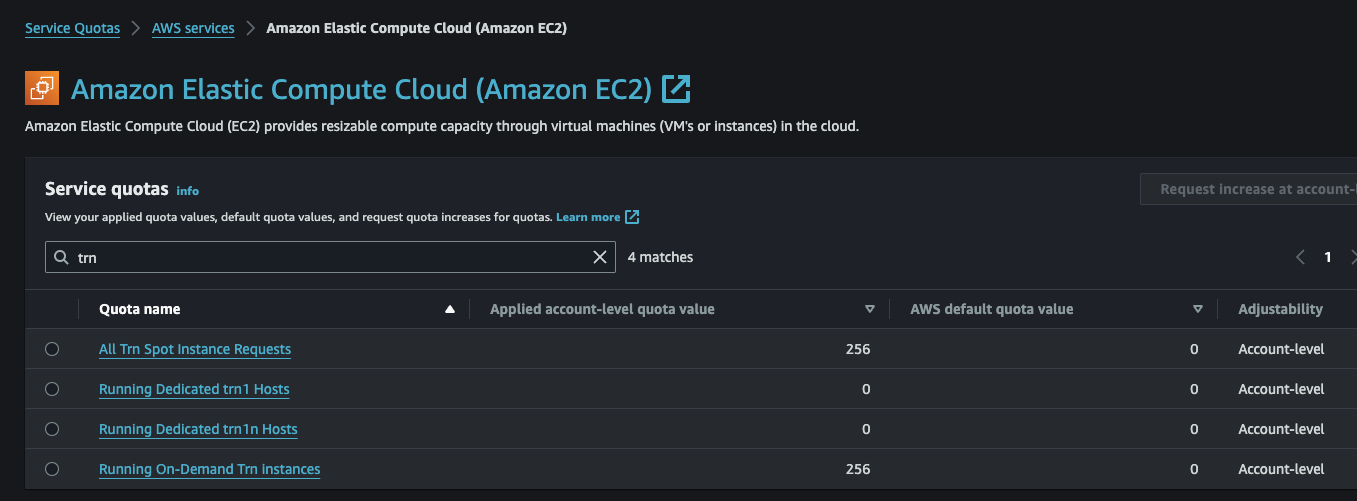 Service Quotas > AWS services > Amazon Elastic Compute Cloud (Amazon EC2)
Amazon Elastic Compute Cloud (Amazon EC2)
Amazon Elastic Compute Cloud (EC2) provides resizable compute capacity through virtual machines (VM's or instances) in the cloud.
Service quotas info
Request increase at account-
View your applied quota values, default quota values, and request quota increases for quotas. Learn more
trn 4 matches 1
Quota name Applied account-level quota value AWS default quota value Adjustability
All Trn Spot Instance Requests 256 0 Account-level
Running Dedicated trn1 Hosts 0 0 Account-level
Running Dedicated trn1n Hosts 0 0 Account-level
Running On-Demand Trn instances 256 0 Account-level